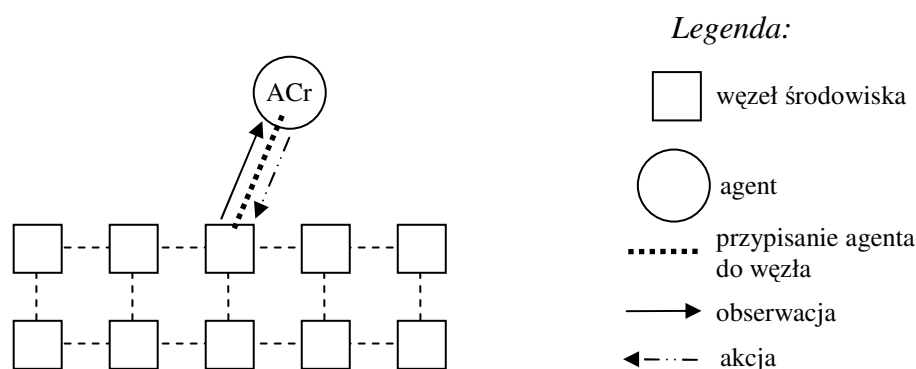 Legenda:
ACr
węzeł środowiska
agent
przypisanie agenta
do węzła
obserwacja
akcja